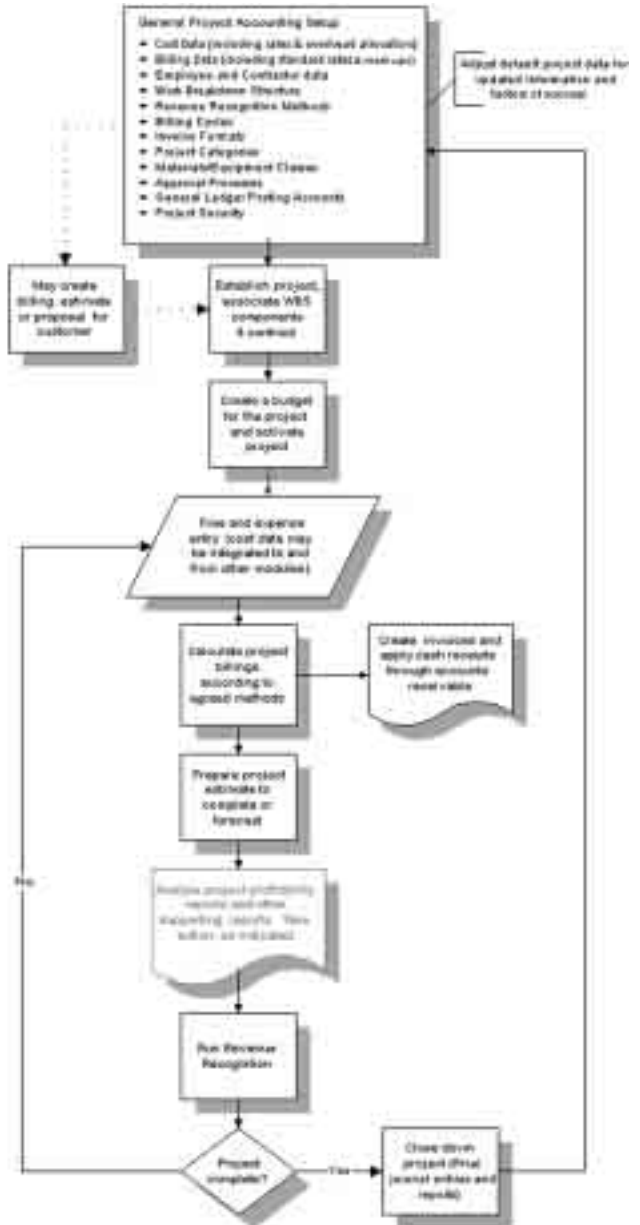 General Project Accounting Setup
Cost Data (including rates & overhead allocations)
Billing Data (including standard rates & mark-ups)
Employee and Contractor data
Work Breakdown Structure
Revenue Recognition Methods
Billing Cycles
Invoice Formats
Project Categories
Materials/Equipment Classes
Approval Processes
General Ledger Posting Accounts
Project Security
Adjust default project data for
updated information and
factors of success
May create
billing estimate
or proposal for
customer
Establish project,
associate WBS
components
& contract
Create a budget
for the project
and activate
project
Time and expense
entry (cost data may
be integrated to and
from other modules)
Calculate project
billings
according to
agreed methods
Create invoices and
apply cash receipts
through accounts
receivable
Prepare project
estimate to
complete or
forecast
Analyze project profitability
reports and other
supporting reports. Take
action as indicated
Run Revenue
Recognition
Project
complete?
Yes
Close down
project (Final
journal entries and
reports)